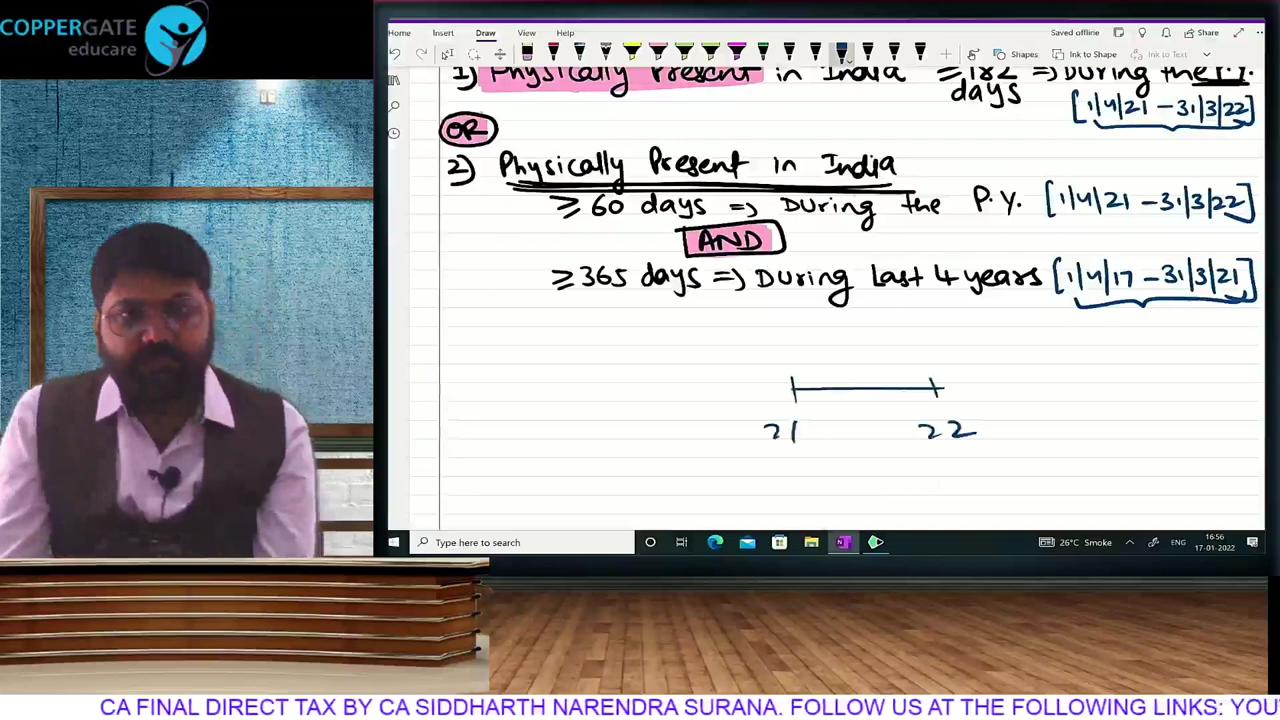 COPPERGATE
educare
Home Insert Draw View Help
Saved offline
Share
Shapes
Ink to Shape
Ink to Text
1) Physically Present in India ≥ 182 => During the P.Y.
days
[1/4/21 - 31/3/22]
OR
2) Physically Present in India
≥ 60 days => During the P.Y. [1/4/21 - 31/3/22]
AND
≥ 365 days => During last 4 years [1/4/17 - 31/3/21]
21 22
Type here to search
26°C Smoke
ENG
16:56
17-01-2022
CA FINAL DIRECT TAX BY CA SIDDHARTH NARENDRA SURANA. FOLLOW US AT THE FOLLOWING LINKS: YOU